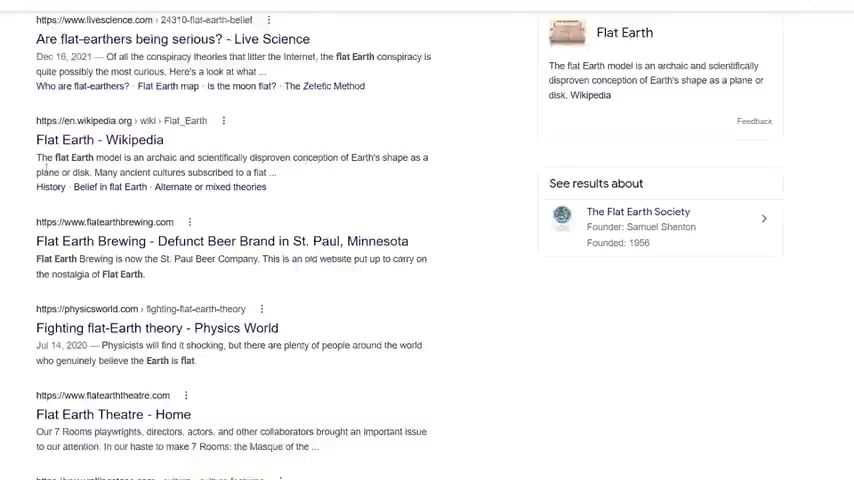 https://www.livescience.com › 24310-flat-earth-belief
Are flat-earthers being serious? - Live Science
Dec 16, 2021 — Of all the conspiracy theories that litter the Internet, the flat Earth conspiracy is
quite possibly the most curious. Here's a look at what ...
Who are flat-earthers? · Flat Earth map · Is the moon flat? · The Zetetic Method
https://en.wikipedia.org › wiki › Flat_Earth
Flat Earth - Wikipedia
The flat Earth model is an archaic and scientifically disproven conception of Earth's shape as a
plane or disk. Many ancient cultures subscribed to a flat ...
History · Belief in flat Earth · Alternate or mixed theories
https://www.flatearthbrewing.com
Flat Earth Brewing - Defunct Beer Brand in St. Paul, Minnesota
Flat Earth Brewing is now the St. Paul Beer Company. This is an old website put up to carry on
the nostalgia of Flat Earth.
https://physicsworld.com › fighting-flat-earth-theory
Fighting flat-Earth theory - Physics World
Jul 14, 2020 — Physicists will find it shocking, but there are plenty of people around the world
who genuinely believe the Earth is flat.
https://www.flatearththeatre.com
Flat Earth Theatre - Home
Our 7 Rooms playwrights, directors, actors, and other collaborators brought an important issue
to our attention. In our haste to make 7 Rooms: the Masque of the ...
Flat Earth
The flat Earth model is an archaic and scientifically
disproven conception of Earth's shape as a plane or
disk. Wikipedia
Feedback
See results about
The Flat Earth Society
Founder: Samuel Shenton
Founded: 1956